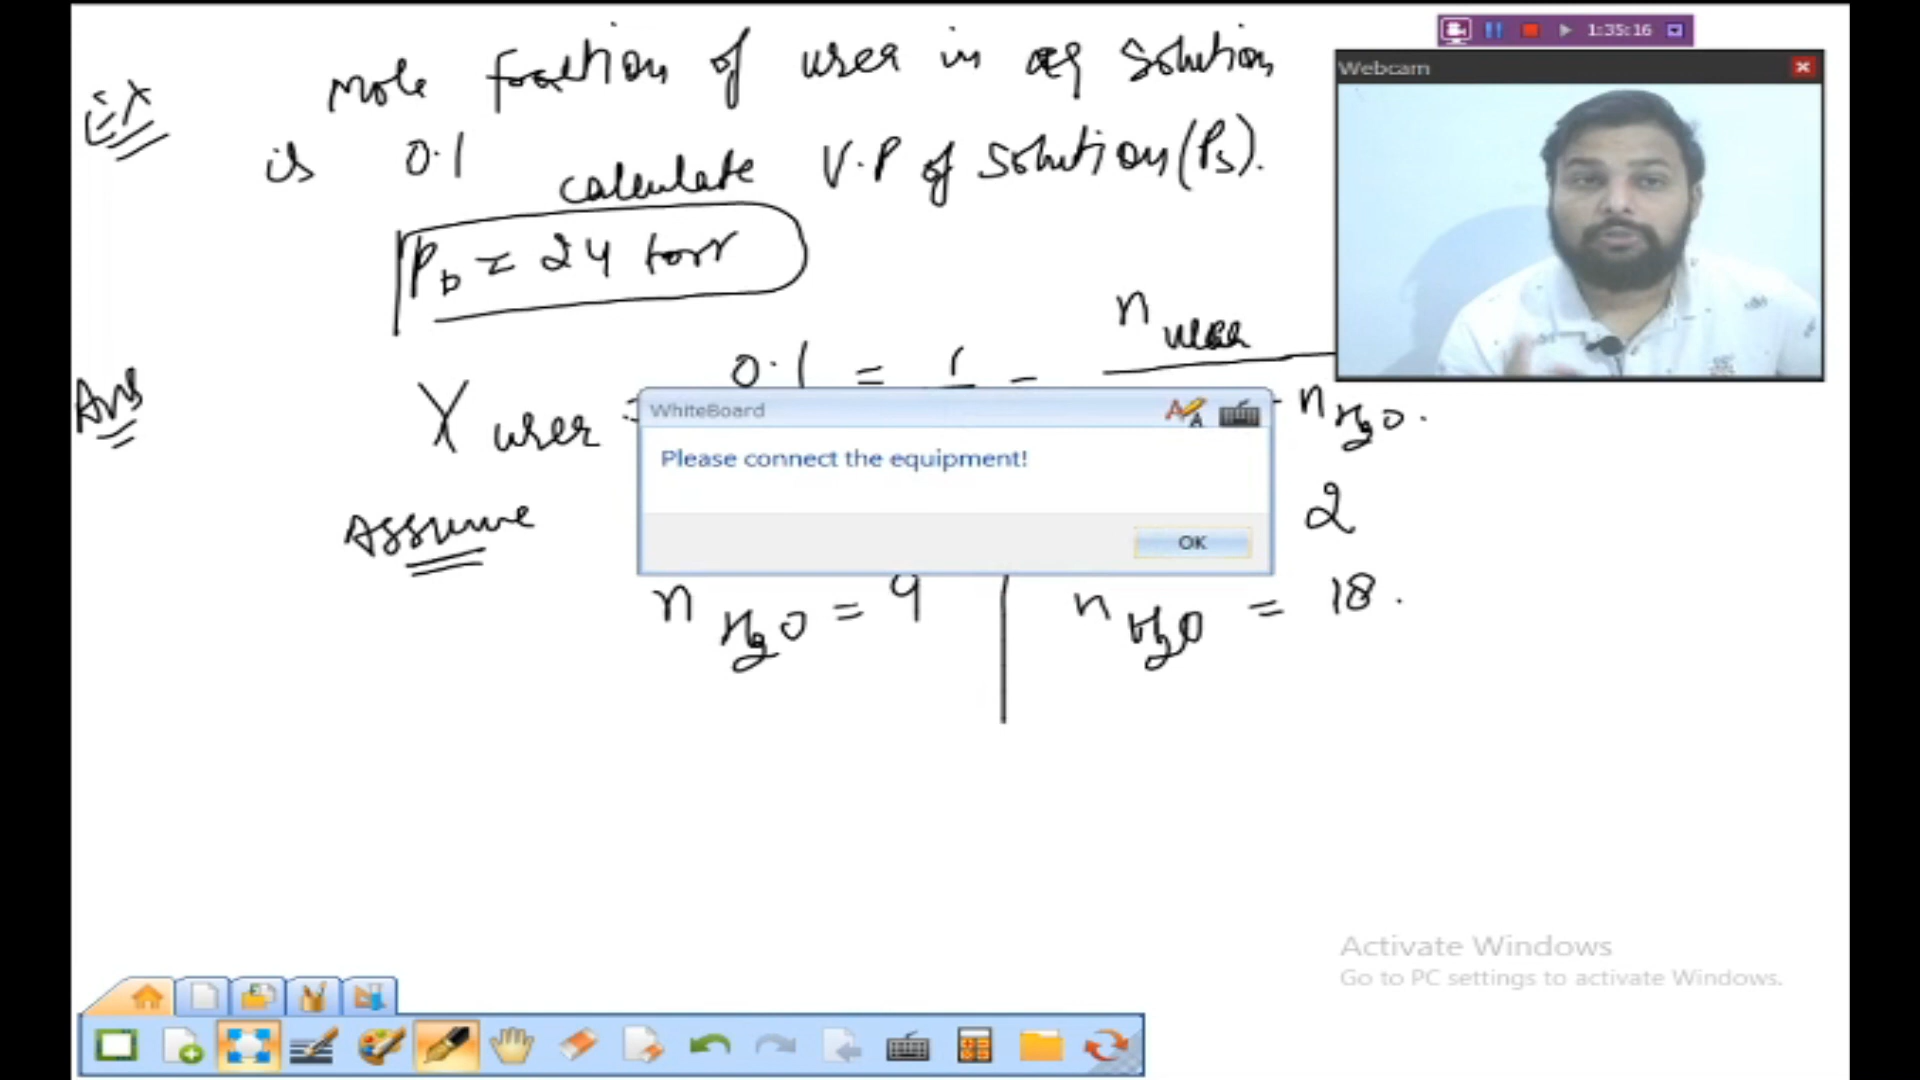 1:35:16
Webcam
Ex Mole fraction of urea in aq solution
is 0.1 calculate V.P of solution (Ps).
Po = 24 torr
Ans X urea = 0.1 = 1 = n urea
n H2O.
WhiteBoard
Please connect the equipment!
OK
Assume 2
n H2O = 9 n H2O = 18.
Activate Windows
Go to PC settings to activate Windows.